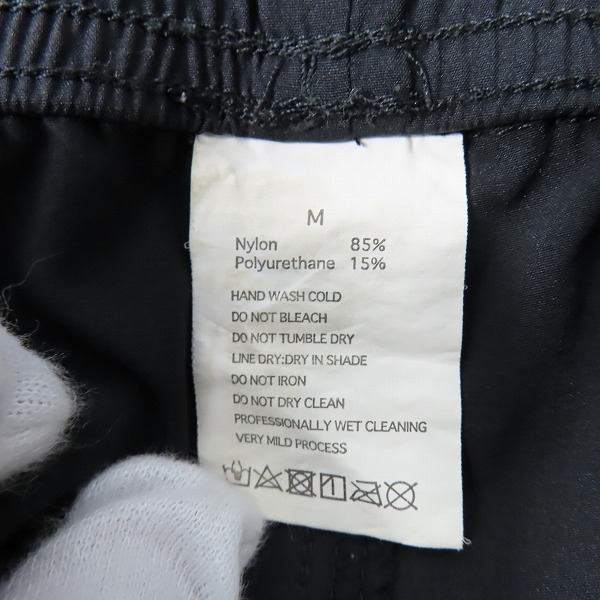 M
Nylon 85%
Polyurethane 15%
HAND WASH COLD
DO NOT BLEACH
DO NOT TUMBLE DRY
LINE DRY:DRY IN SHADE
DO NOT IRON
DO NOT DRY CLEAN
PROFESSIONALLY WET CLEANING
VERY MILD PROCESS